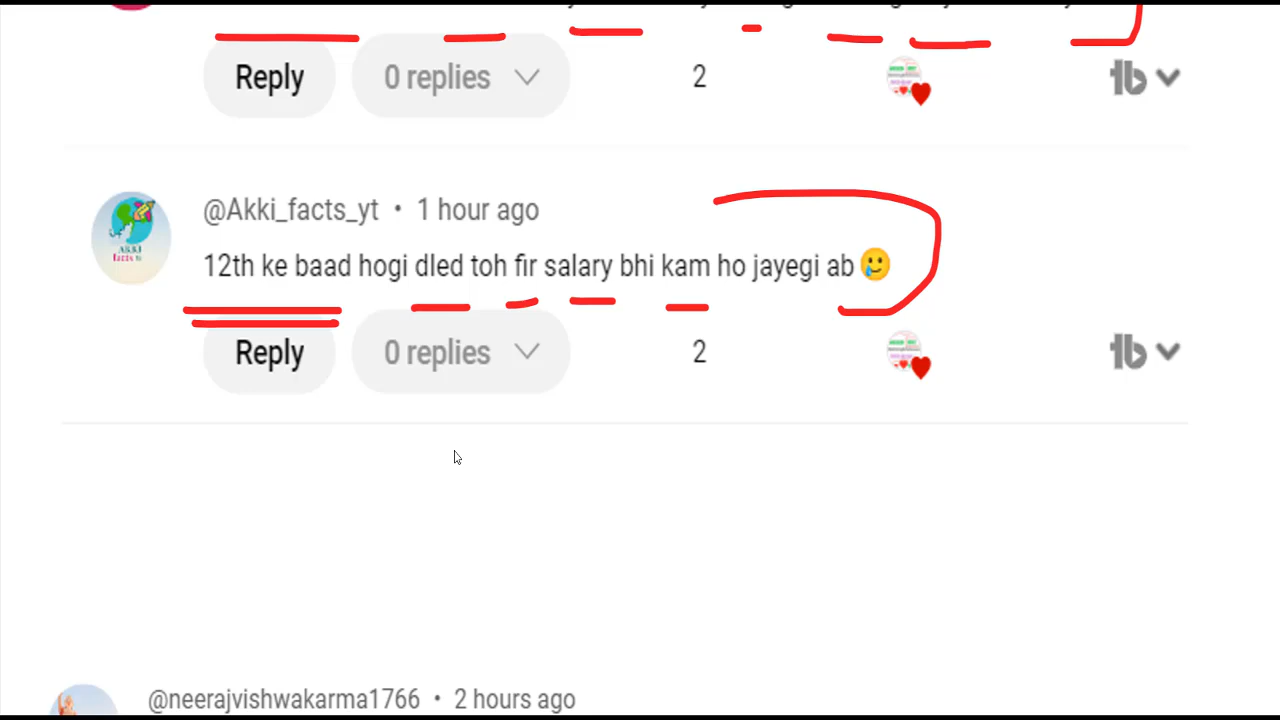 Reply
0 replies
2
@Akki_facts_yt • 1 hour ago
12th ke baad hogi dled toh fir salary bhi kam ho jayegi ab🥲
Reply
0 replies
2
@neerajvishwakarma1766 • 2 hours ago